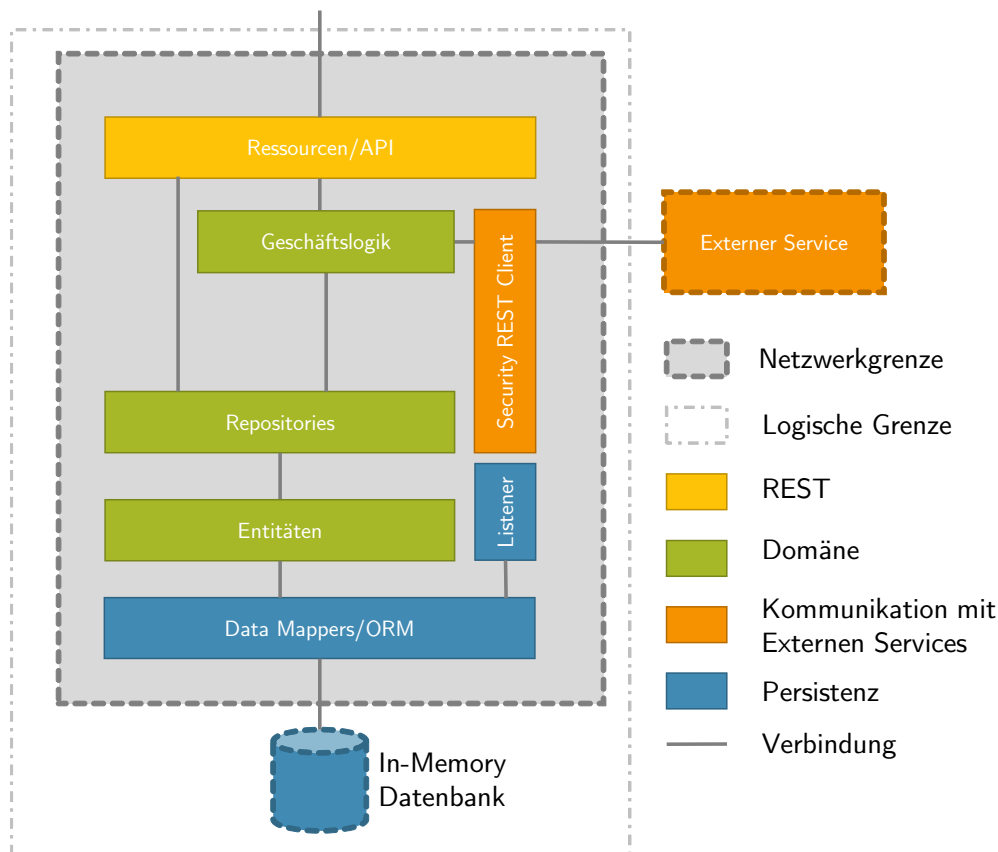 Ressourcen/API
Geschäftslogik
Security REST Client
Externer Service
Repositories
Listener
Entitäten
Data Mappers/ORM
In-Memory
Datenbank
Netzwerkgrenze
Logische Grenze
REST
Domäne
Kommunikation mit
Externen Services
Persistenz
Verbindung